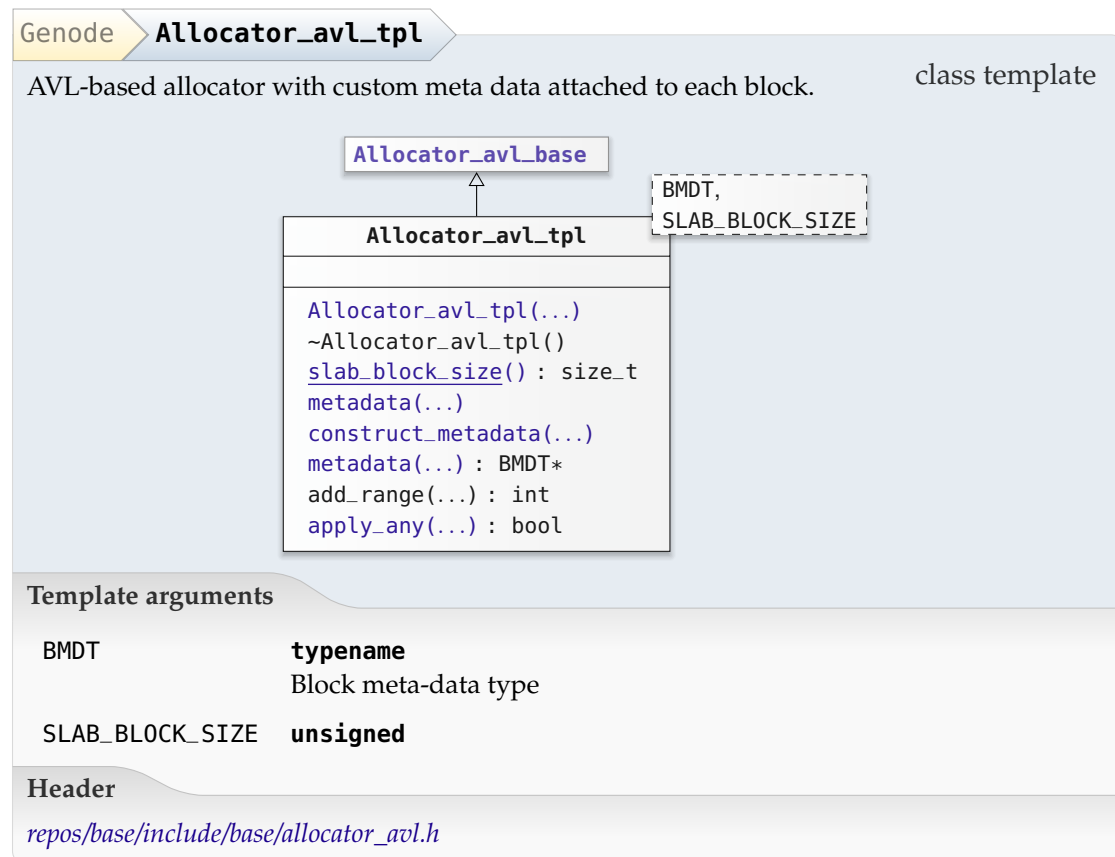 Genode Allocator_avl_tpl
class template
AVL-based allocator with custom meta data attached to each block.
Allocator_avl_base
BMDT,
SLAB_BLOCK_SIZE
Allocator_avl_tpl
Allocator_avl_tpl(...)
~Allocator_avl_tpl()
slab_block_size() : size_t
metadata(...)
construct_metadata(...)
metadata(...) : BMDT*
add_range(...) : int
apply_any(...) : bool
Template arguments
BMDT typename
Block meta-data type
SLAB_BLOCK_SIZE unsigned
Header
repos/base/include/base/allocator_avl.h